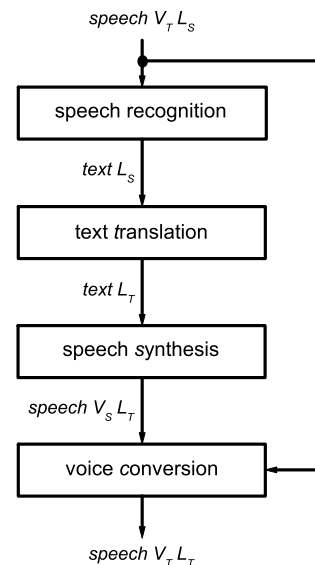 speech V_T L_S
speech recognition
text L_S
text translation
text L_T
speech synthesis
speech V_S L_T
voice conversion
speech V_T L_T